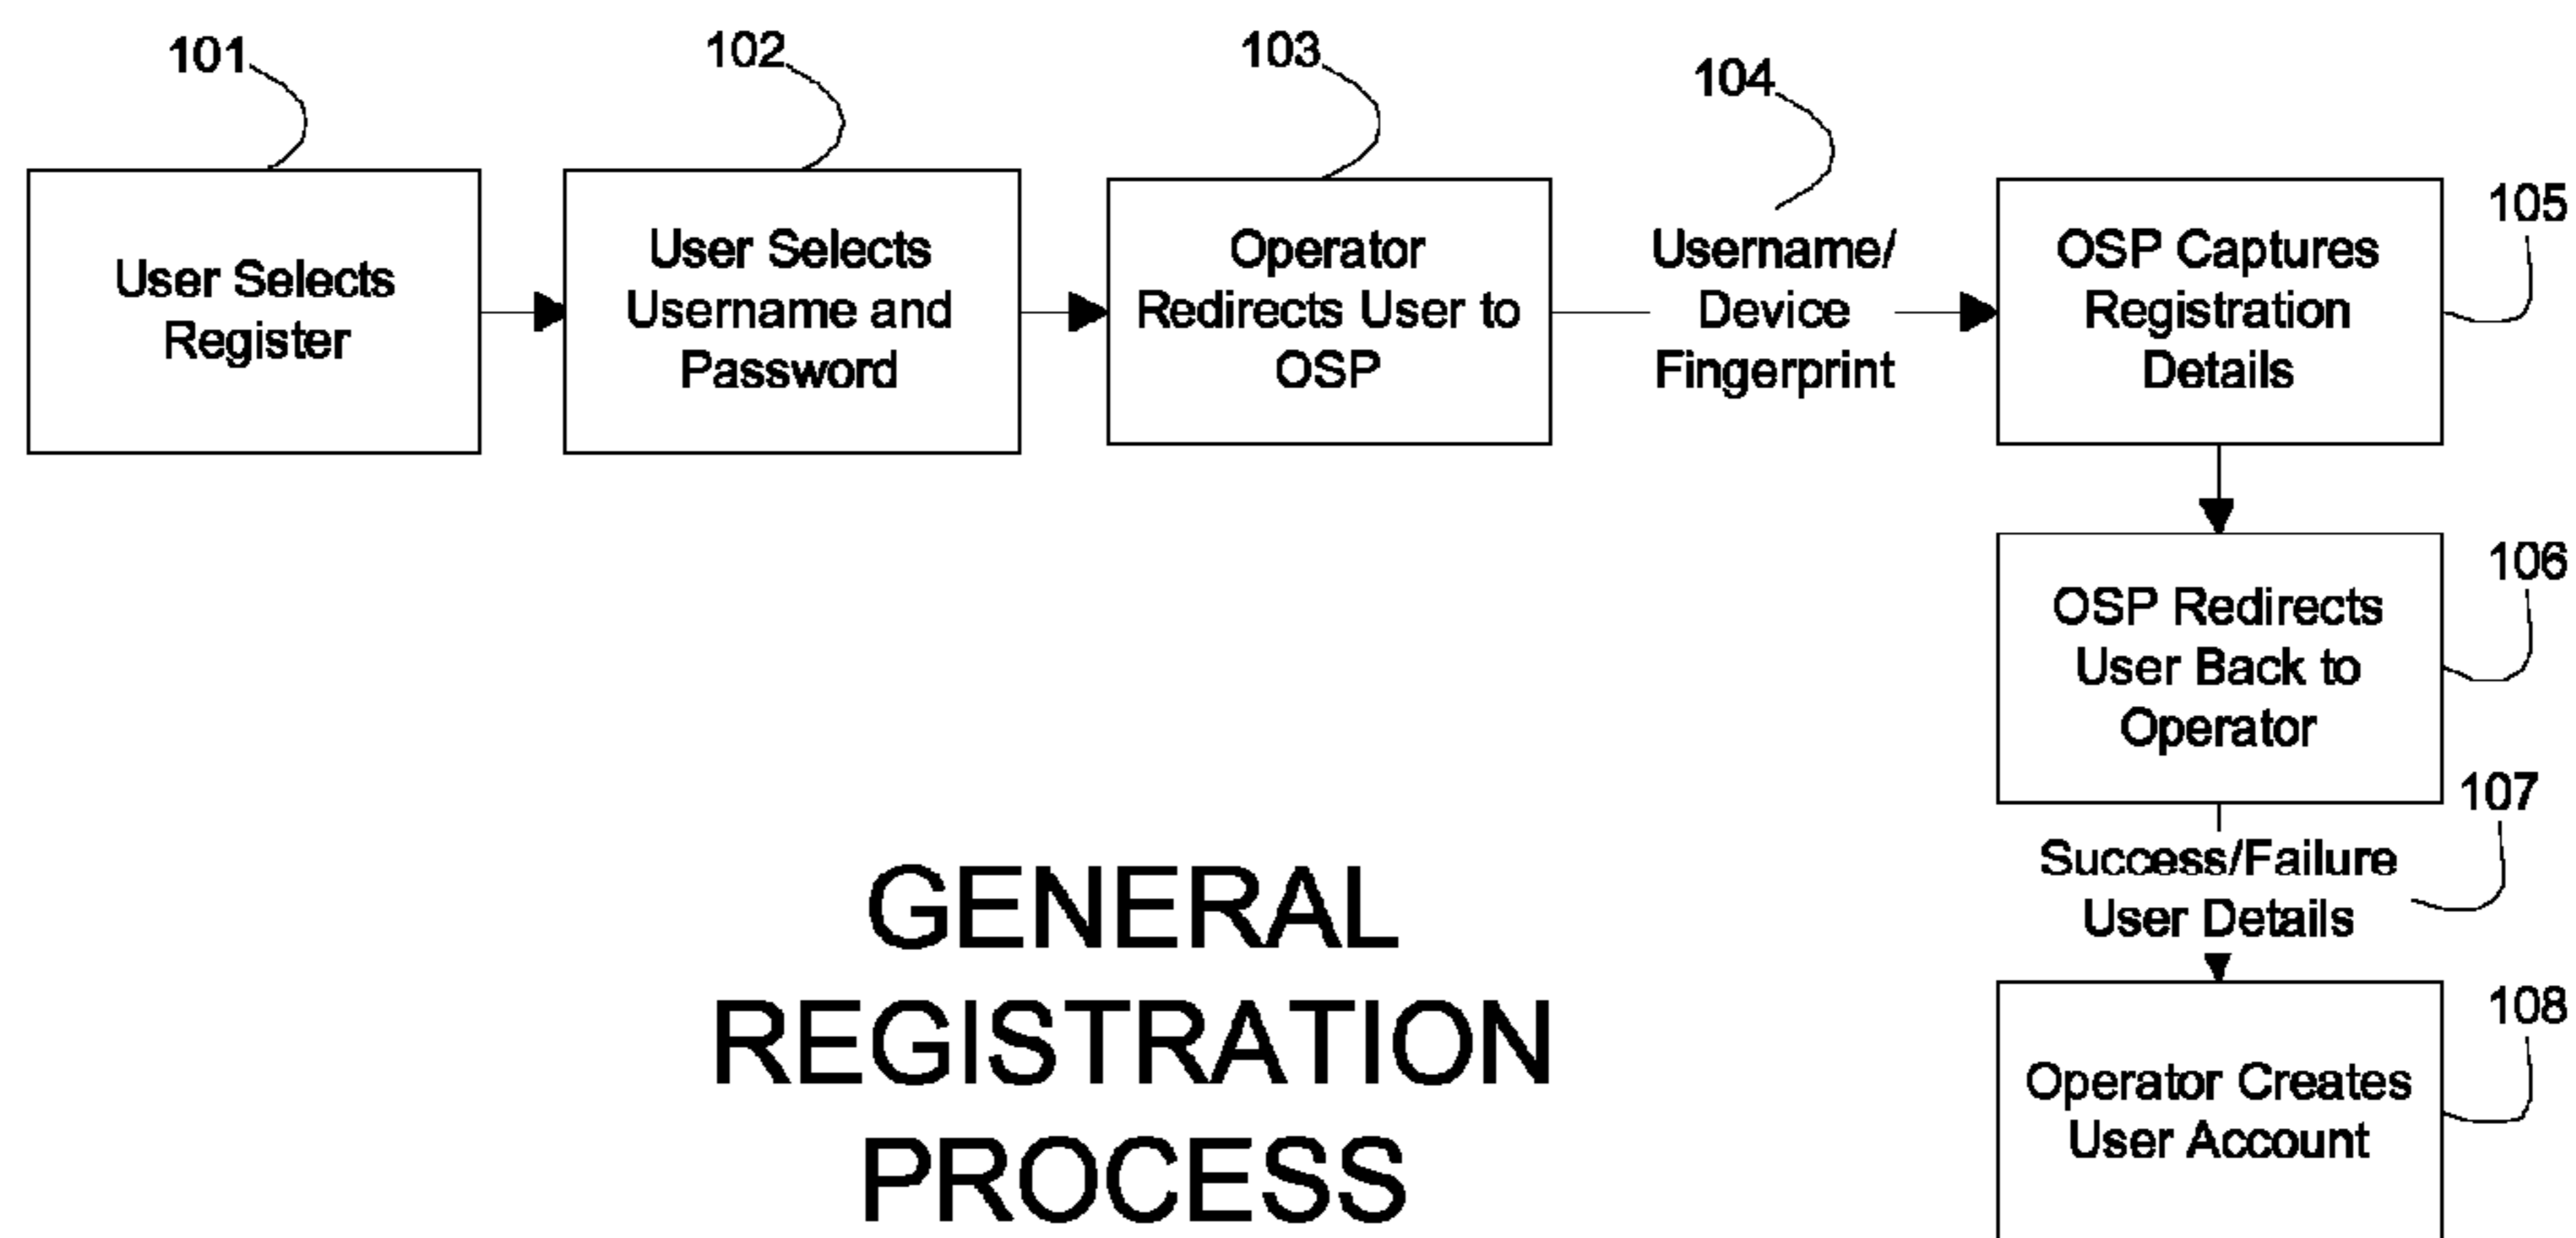 101
102
103
104
User Selects
Register
User Selects
Username and
Password
Operator
Redirects User to
OSP
Username/
Device
Fingerprint
OSP Captures
Registration
Details
105
OSP Redirects
User Back to
Operator
106
Success/Failure
User Details
107
Operator Creates
User Account
108
GENERAL
REGISTRATION
PROCESS